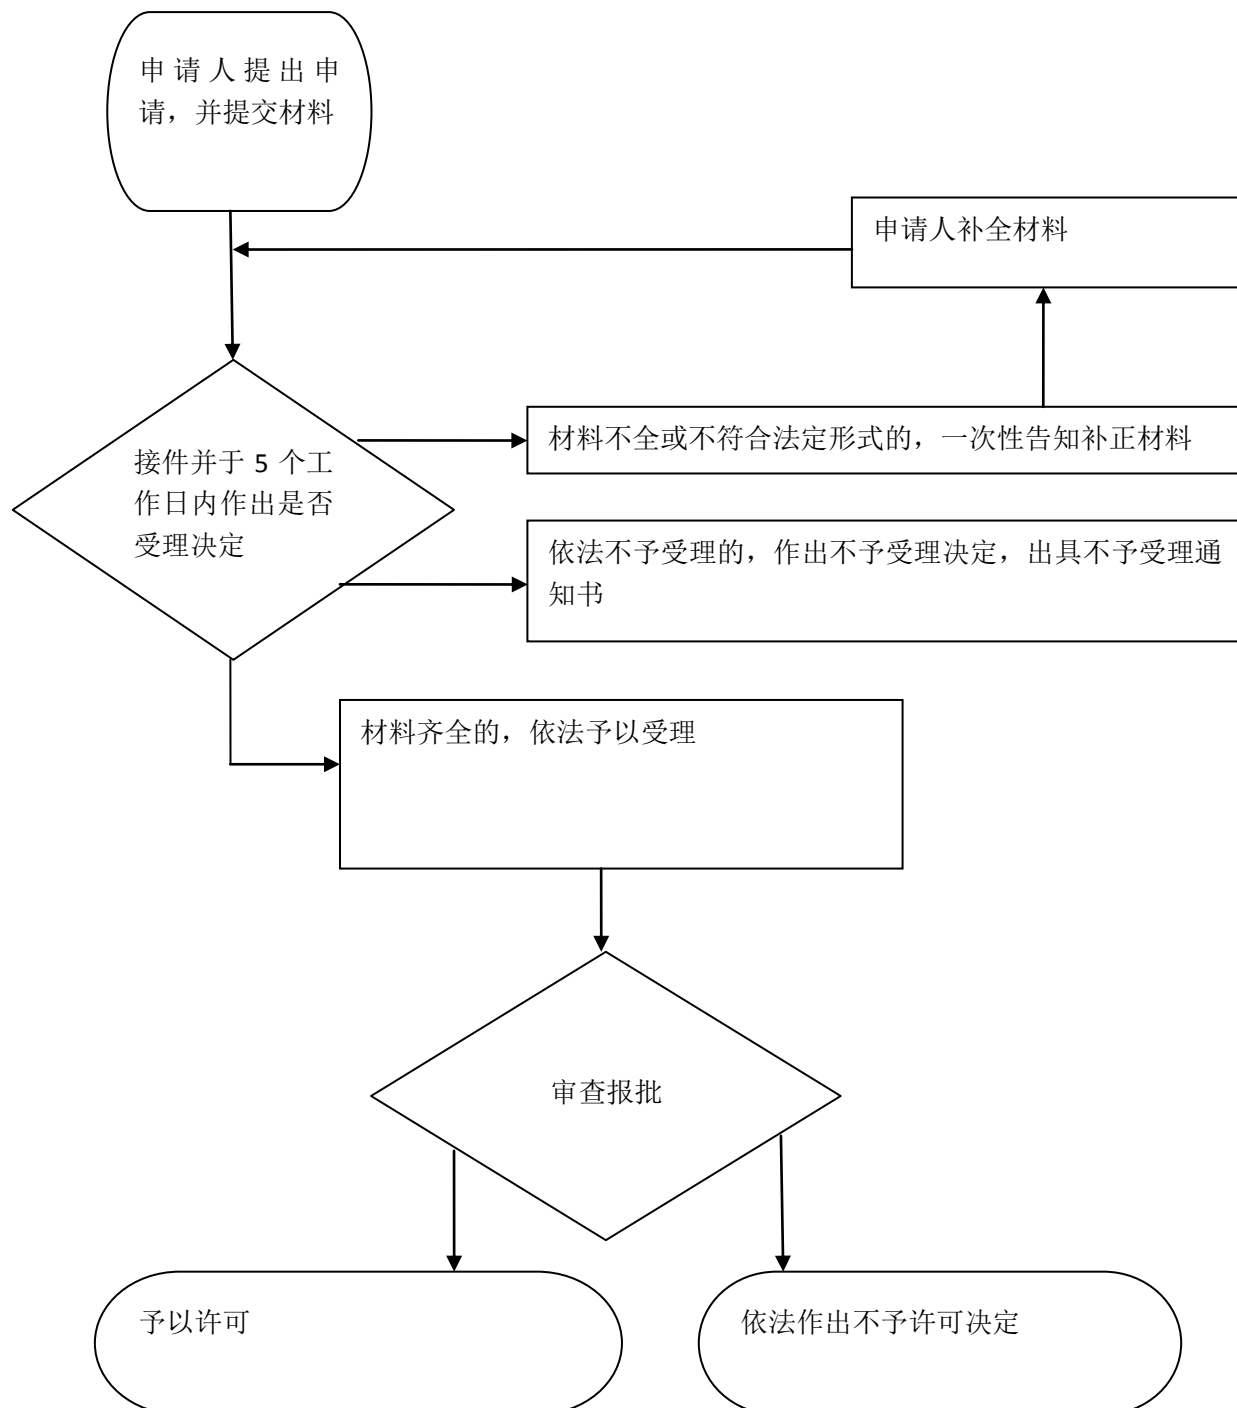 申请人提出申
请，并提交材料
申请人补全材料
材料不全或不符合法定形式的，一次性告知补正材料
接件并于 5 个工
作日内作出是否
受理决定
依法不予受理的，作出不予受理决定，出具不予受理通
知书
材料齐全的，依法予以受理
审查报批
予以许可
依法作出不予许可决定